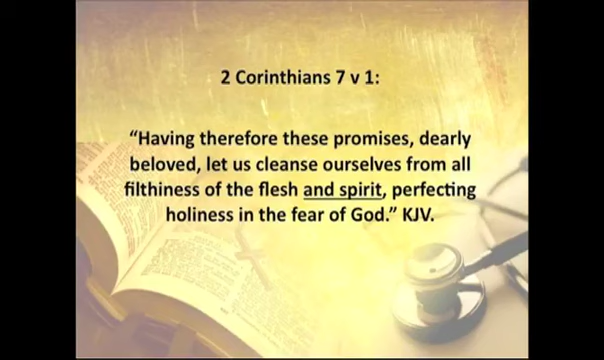 2 Corinthians 7 v 1:
“Having therefore these promises, dearly
beloved, let us cleanse ourselves from all
filthiness of the flesh and spirit, perfecting
holiness in the fear of God.” KJV.